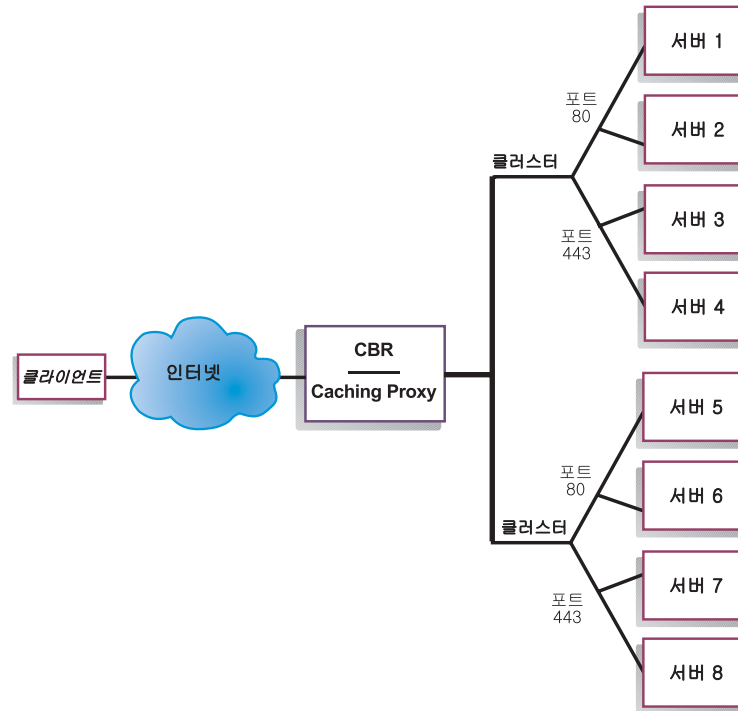 클라이언트
인터넷
CBR
Caching Proxy
클러스터
포트
80
포트
443
서버 1
서버 2
서버 3
서버 4
클러스터
포트
80
포트
443
서버 5
서버 6
서버 7
서버 8